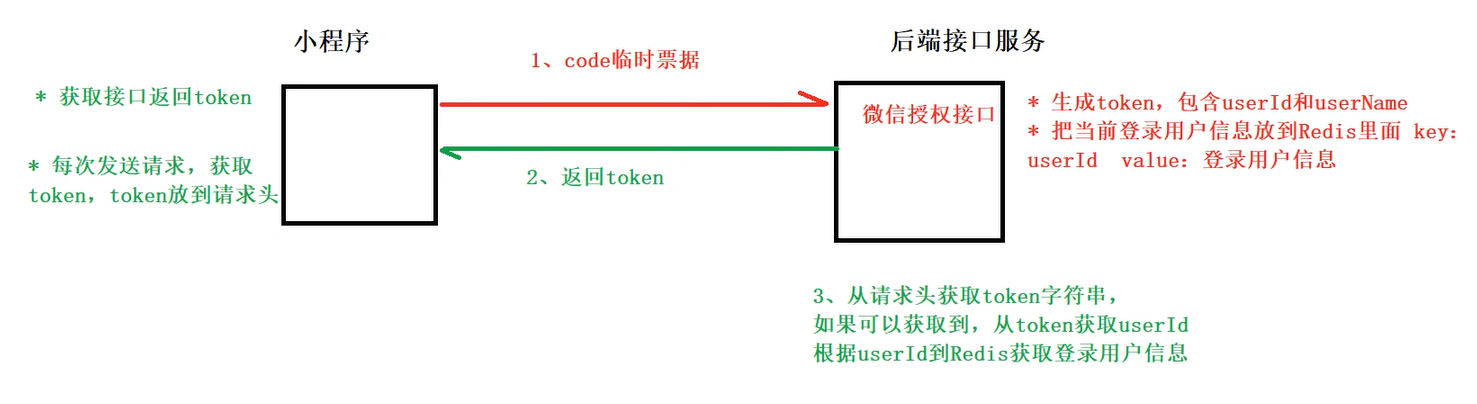 小程序
后端接口服务
1、code临时票据
* 获取接口返回token
微信授权接口
* 生成token，包含userId和userName
* 把当前登录用户信息放到Redis里面 key：
userId value：登录用户信息
* 每次发送请求，获取
token，token放到请求头
2、返回token
3、从请求头获取token字符串，
如果可以获取到，从token获取userId
根据userId到Redis获取登录用户信息